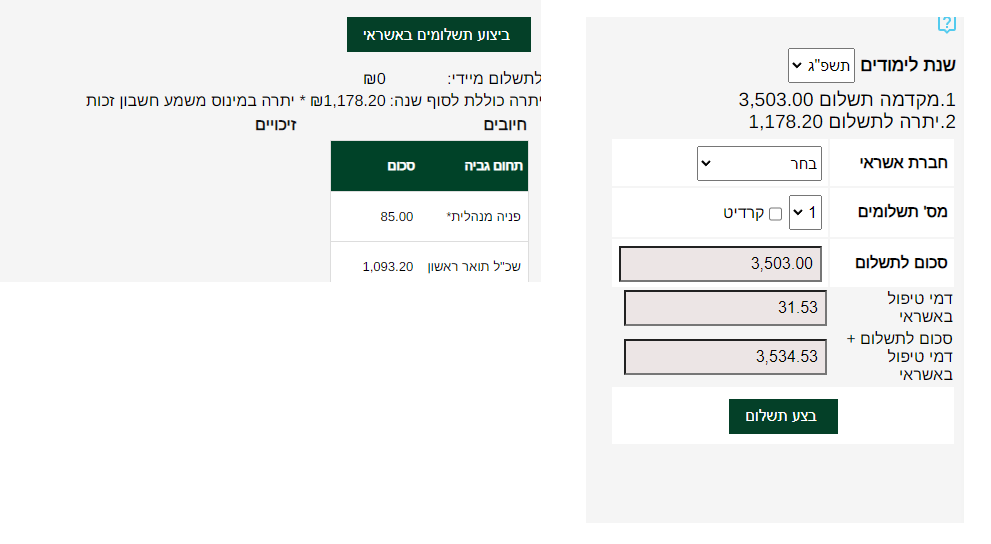 שנת לימודים תשפ"ג
1.מקדמה תשלום 3,503.00
2.יתרה לתשלום 1,178.20
חברת אשראי בחר
מס' תשלומים 1 קרדיט
סכום לתשלום 3,503.00
דמי טיפול
באשראי
31.53
סכום לתשלום +
דמי טיפול
באשראי
3,534.53
בצע תשלום
ביצוע תשלומים באשראי
לתשלום מיידי: ₪0
יתרה כוללת לסוף שנה: ₪1,178.20 * יתרה במינוס משמע חשבון זכות
חיובים זיכויים
תחום גביה סכום
פניה מנהלית* 85.00
שכ"ל תואר ראשון 1,093.20